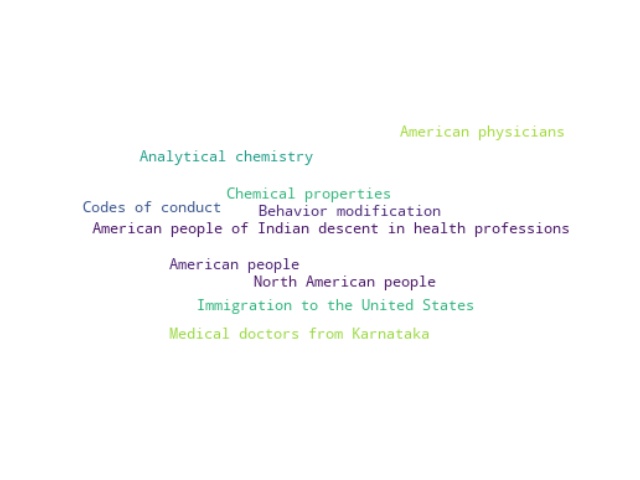 American physicians
Analytical chemistry
Chemical properties
Codes of conduct
Behavior modification
American people of Indian descent in health professions
American people
North American people
Immigration to the United States
Medical doctors from Karnataka